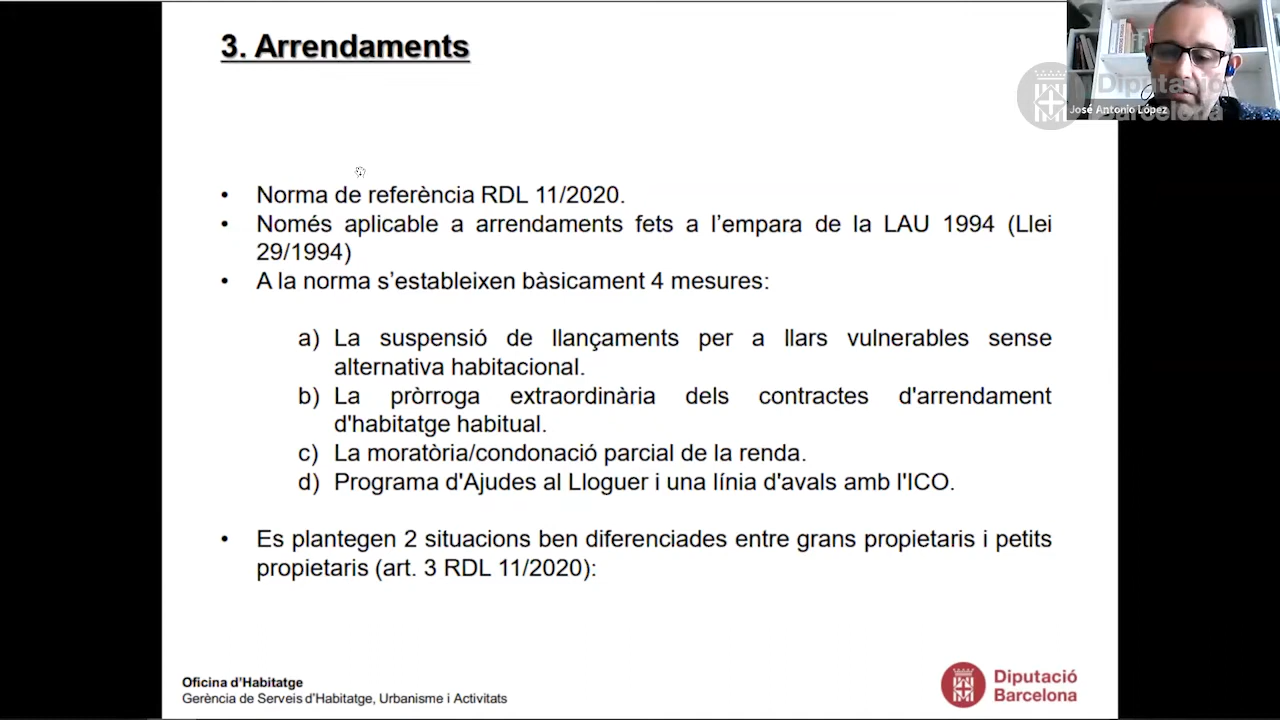 3. Arrendaments
Diputació
Barcelona
José Antonio López
• Norma de referència RDL 11/2020.
• Només aplicable a arrendaments fets a l’empara de la LAU 1994 (Llei
29/1994)
• A la norma s’estableixen bàsicament 4 mesures:
a) La suspensió de llançaments per a llars vulnerables sense
alternativa habitacional.
b) La pròrroga extraordinària dels contractes d'arrendament
d'habitatge habitual.
c) La moratòria/condonació parcial de la renda.
d) Programa d'Ajudes al Lloguer i una línia d'avals amb l'ICO.
• Es plantegen 2 situacions ben diferenciades entre grans propietaris i petits
propietaris (art. 3 RDL 11/2020):
Oficina d’Habitatge
Gerència de Serveis d’Habitatge, Urbanisme i Activitats
Diputació
Barcelona